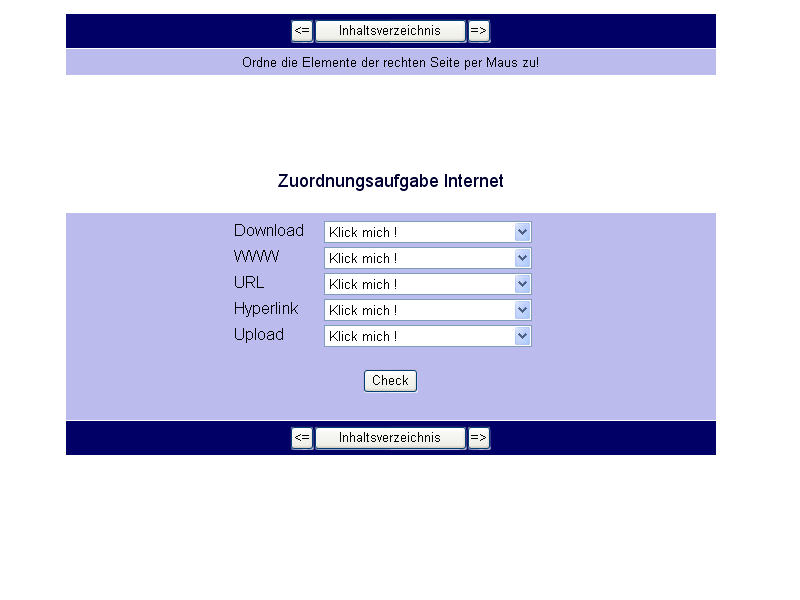 <= Inhaltsverzeichnis =>
Ordne die Elemente der rechten Seite per Maus zu!
Zuordnungsaufgabe Internet
Download Klick mich !
WWW Klick mich !
URL Klick mich !
Hyperlink Klick mich !
Upload Klick mich !
Check
<= Inhaltsverzeichnis =>